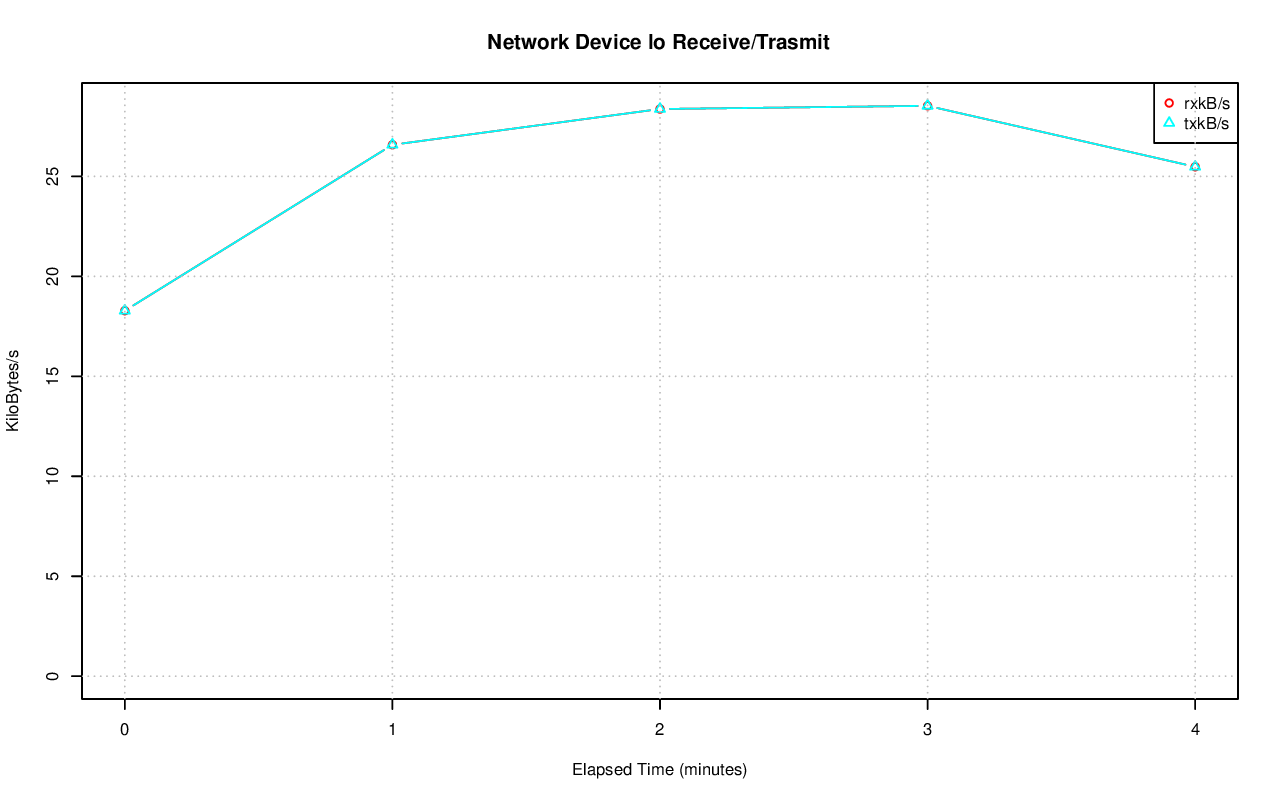 Network Device lo Receive/Trasmit
rxkB/s
txkB/s
25
20
15
10
5
0
KiloBytes/s
0 1 2 3 4
Elapsed Time (minutes)